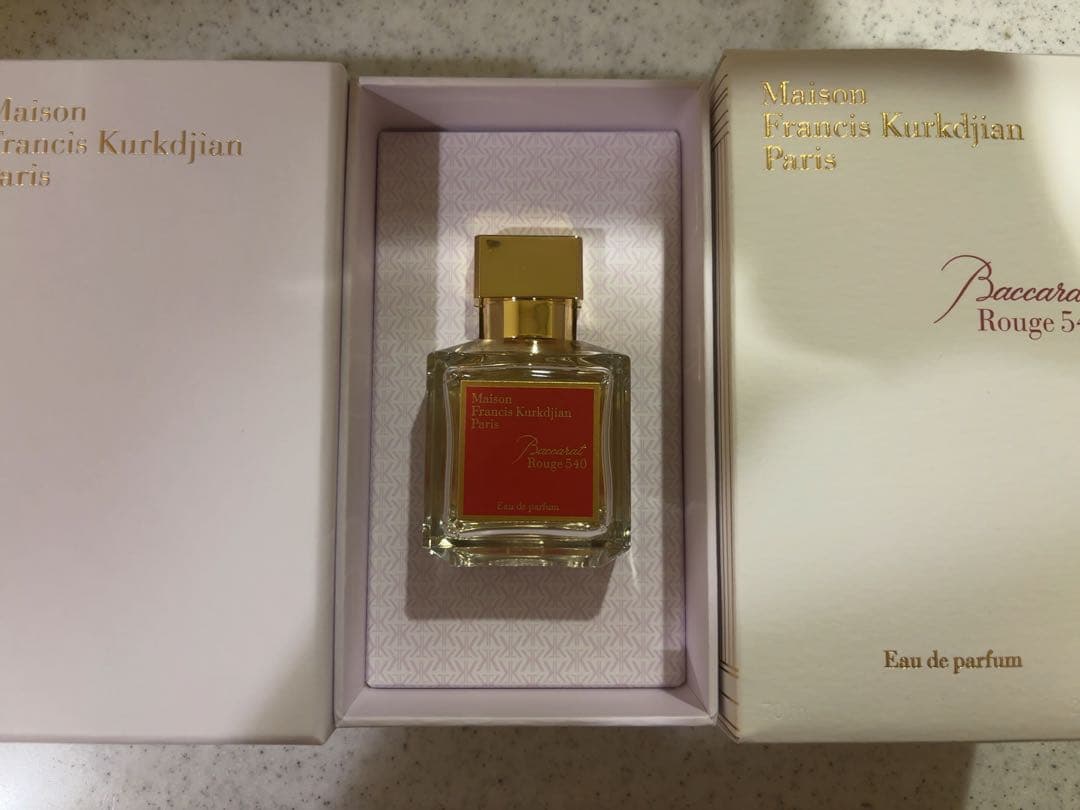 Maison
Francis Kurkdjian
Paris
Maison
Francis Kurkdjian
Paris
Baccarat
Rouge 540
Eau de parfum
Maison
Francis Kurkdjian
Paris
Baccara
Rouge 54
Eau de parfum